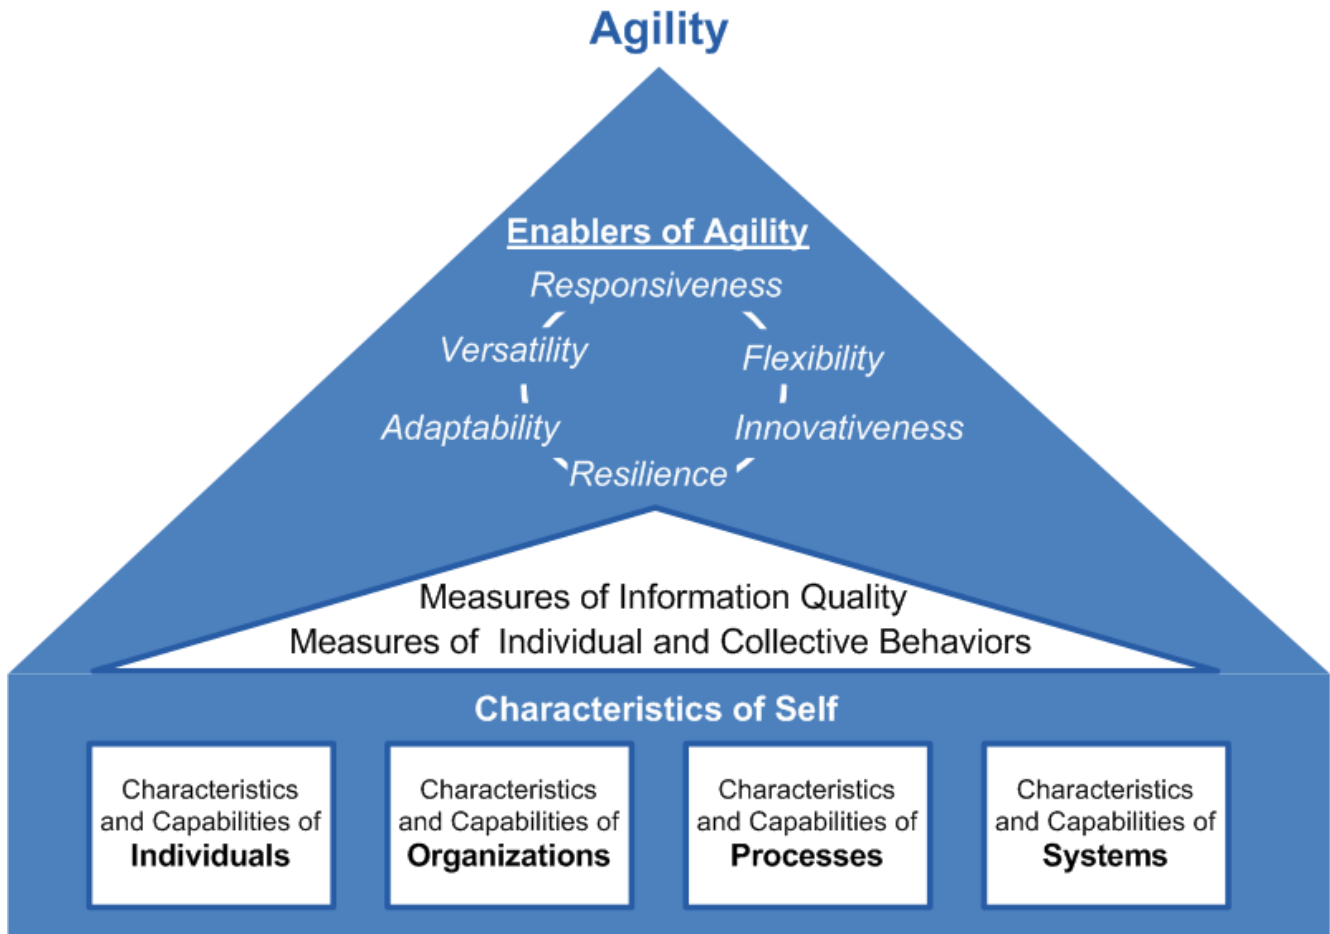 Agility
Enablers of Agility
Responsiveness
Versatility
Flexibility
Adaptability
Innovativeness
Resilience
Measures of Information Quality
Measures of Individual and Collective Behaviors
Characteristics of Self
Characteristics
and Capabilities of
Individuals
Characteristics
and Capabilities of
Organizations
Characteristics
and Capabilities of
Processes
Characteristics
and Capabilities of
Systems